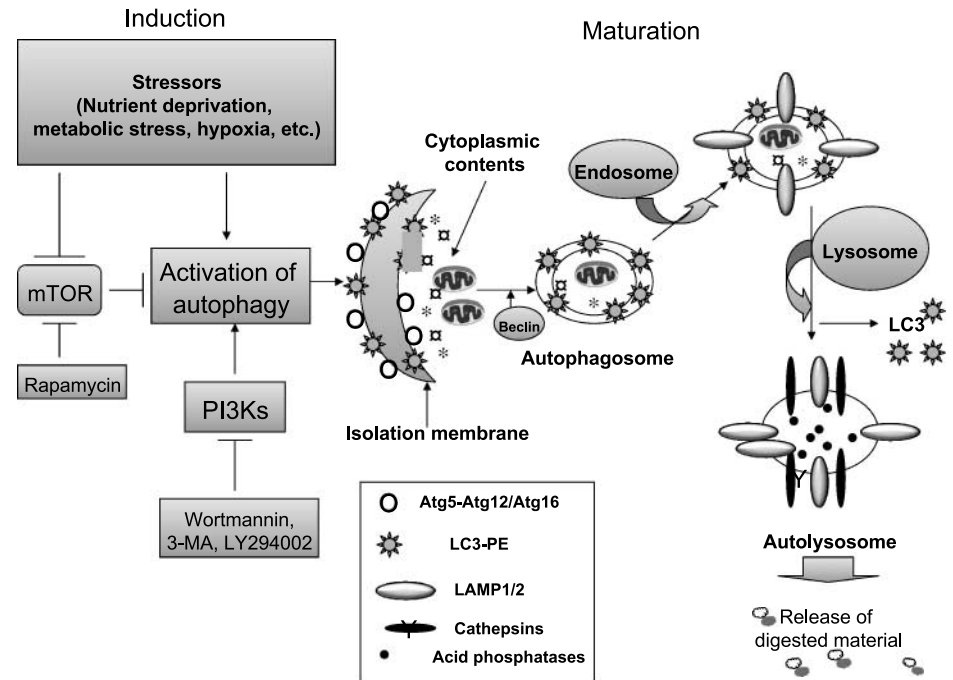 Induction
Maturation
Stressors
(Nutrient deprivation,
metabolic stress, hypoxia, etc.)
Cytoplasmic
contents
Endosome
Lysosome
mTOR
Activation of
autophagy
LC3
Beclin
Autophagosome
Rapamycin
PI3Ks
Isolation membrane
Wortmannin,
3-MA, LY294002
Atg5-Atg12/Atg16
LC3-PE
LAMP1/2
Cathepsins
Acid phosphatases
Autolysosome
Release of
digested material